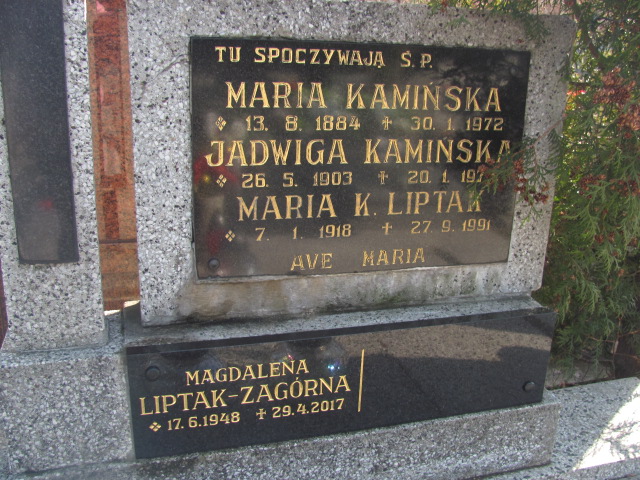 TU SPOCZYWAJĄ Ś.P.
MARIA KAMIŃSKA
13. 8. 1884 + 30. 1. 1972
JADWIGA KAMIŃSKA
26. 5. 1903 + 20. 1.
MARIA K. LIPTAK
7. 1. 1918 + 27. 9. 1991
AVE MARIA
MAGDALENA
LIPTAK-ZAGÓRNA
17.6.1948 + 29.4.2017